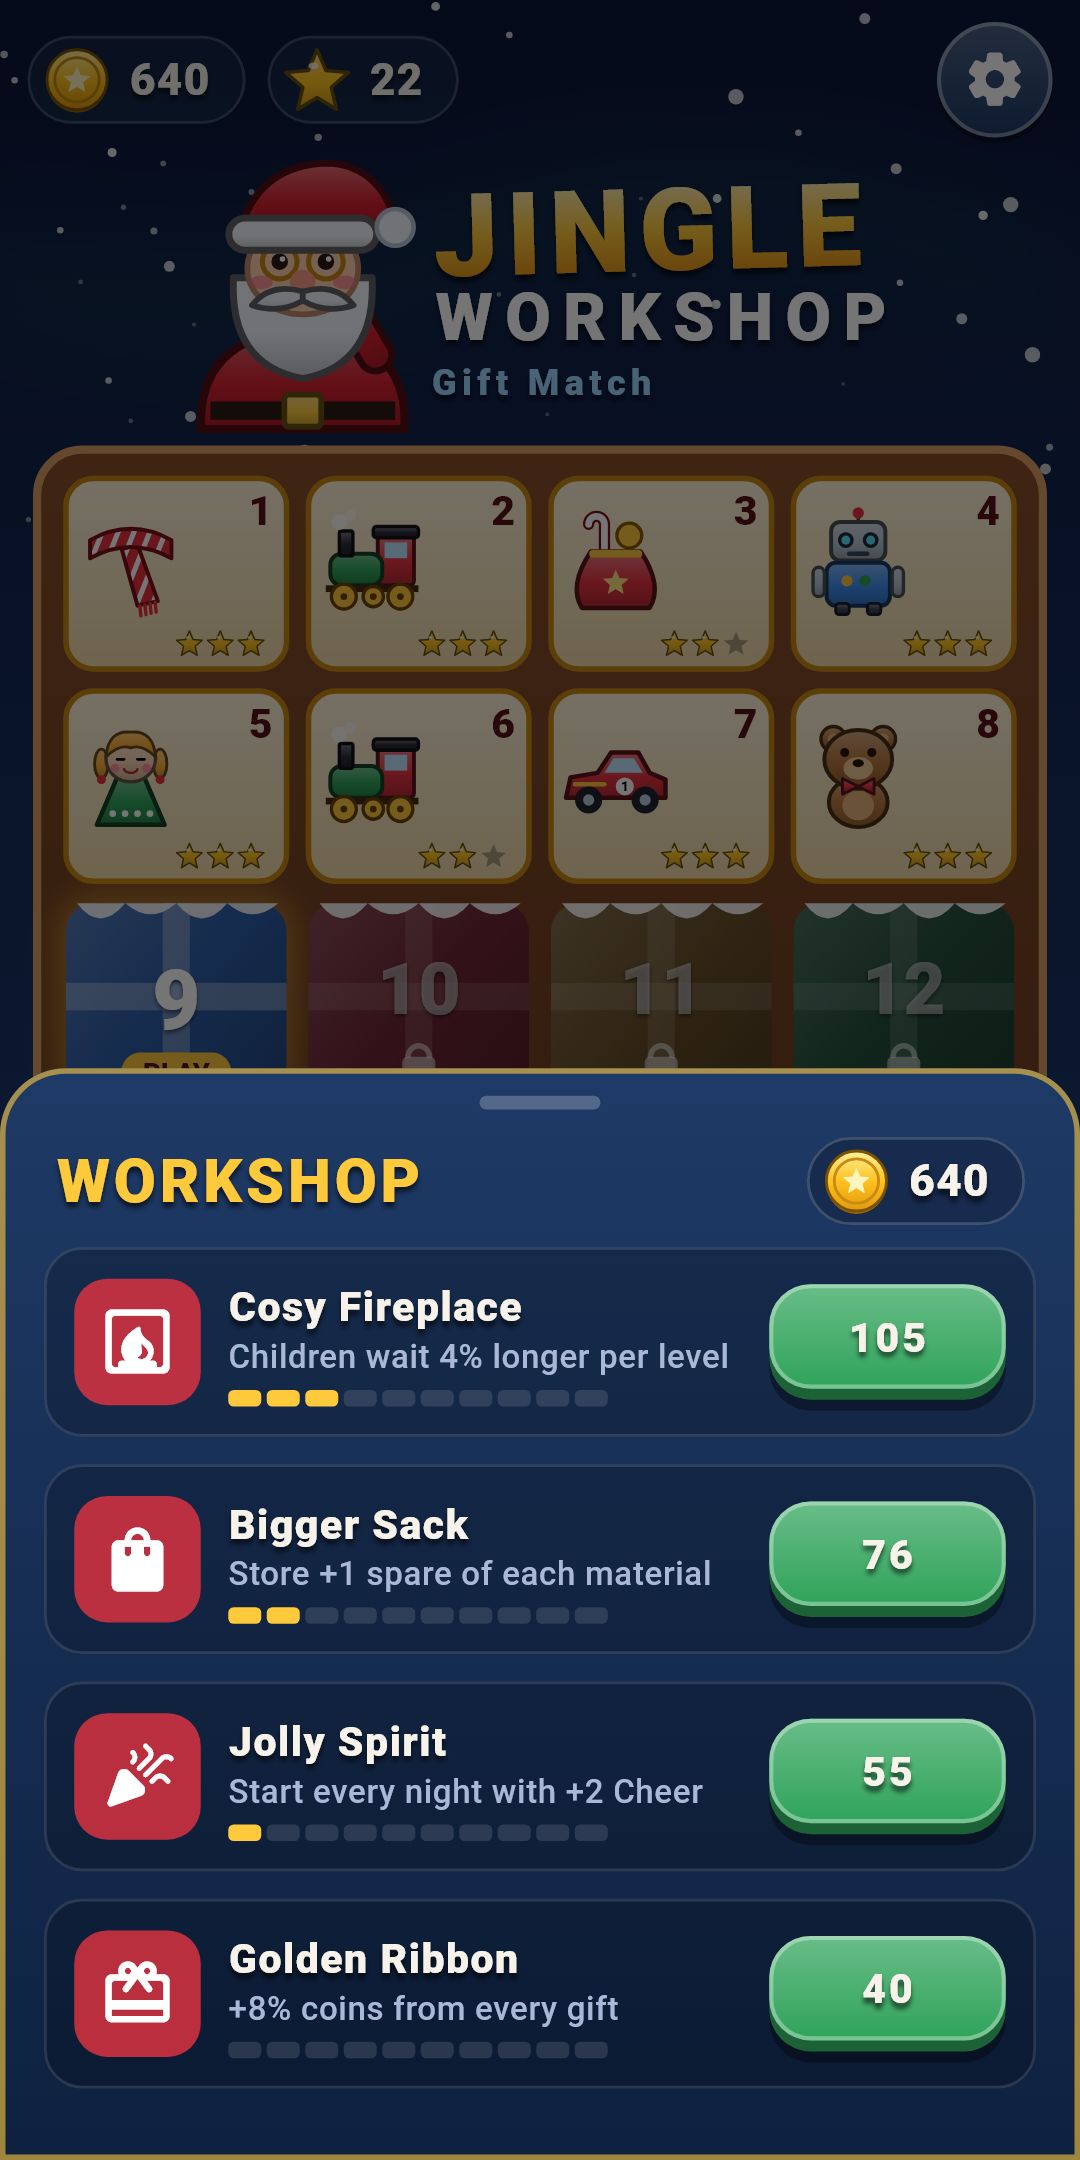 640
22
JINGLE
WORKSHOP
Gift Match
1
2
3
4
5
6
7
1
8
9
10
11
12
PLAY
WORKSHOP
640
Cosy Fireplace
Children wait 4% longer per level
105
Bigger Sack
Store +1 spare of each material
76
Jolly Spirit
Start every night with +2 Cheer
55
Golden Ribbon
+8% coins from every gift
40